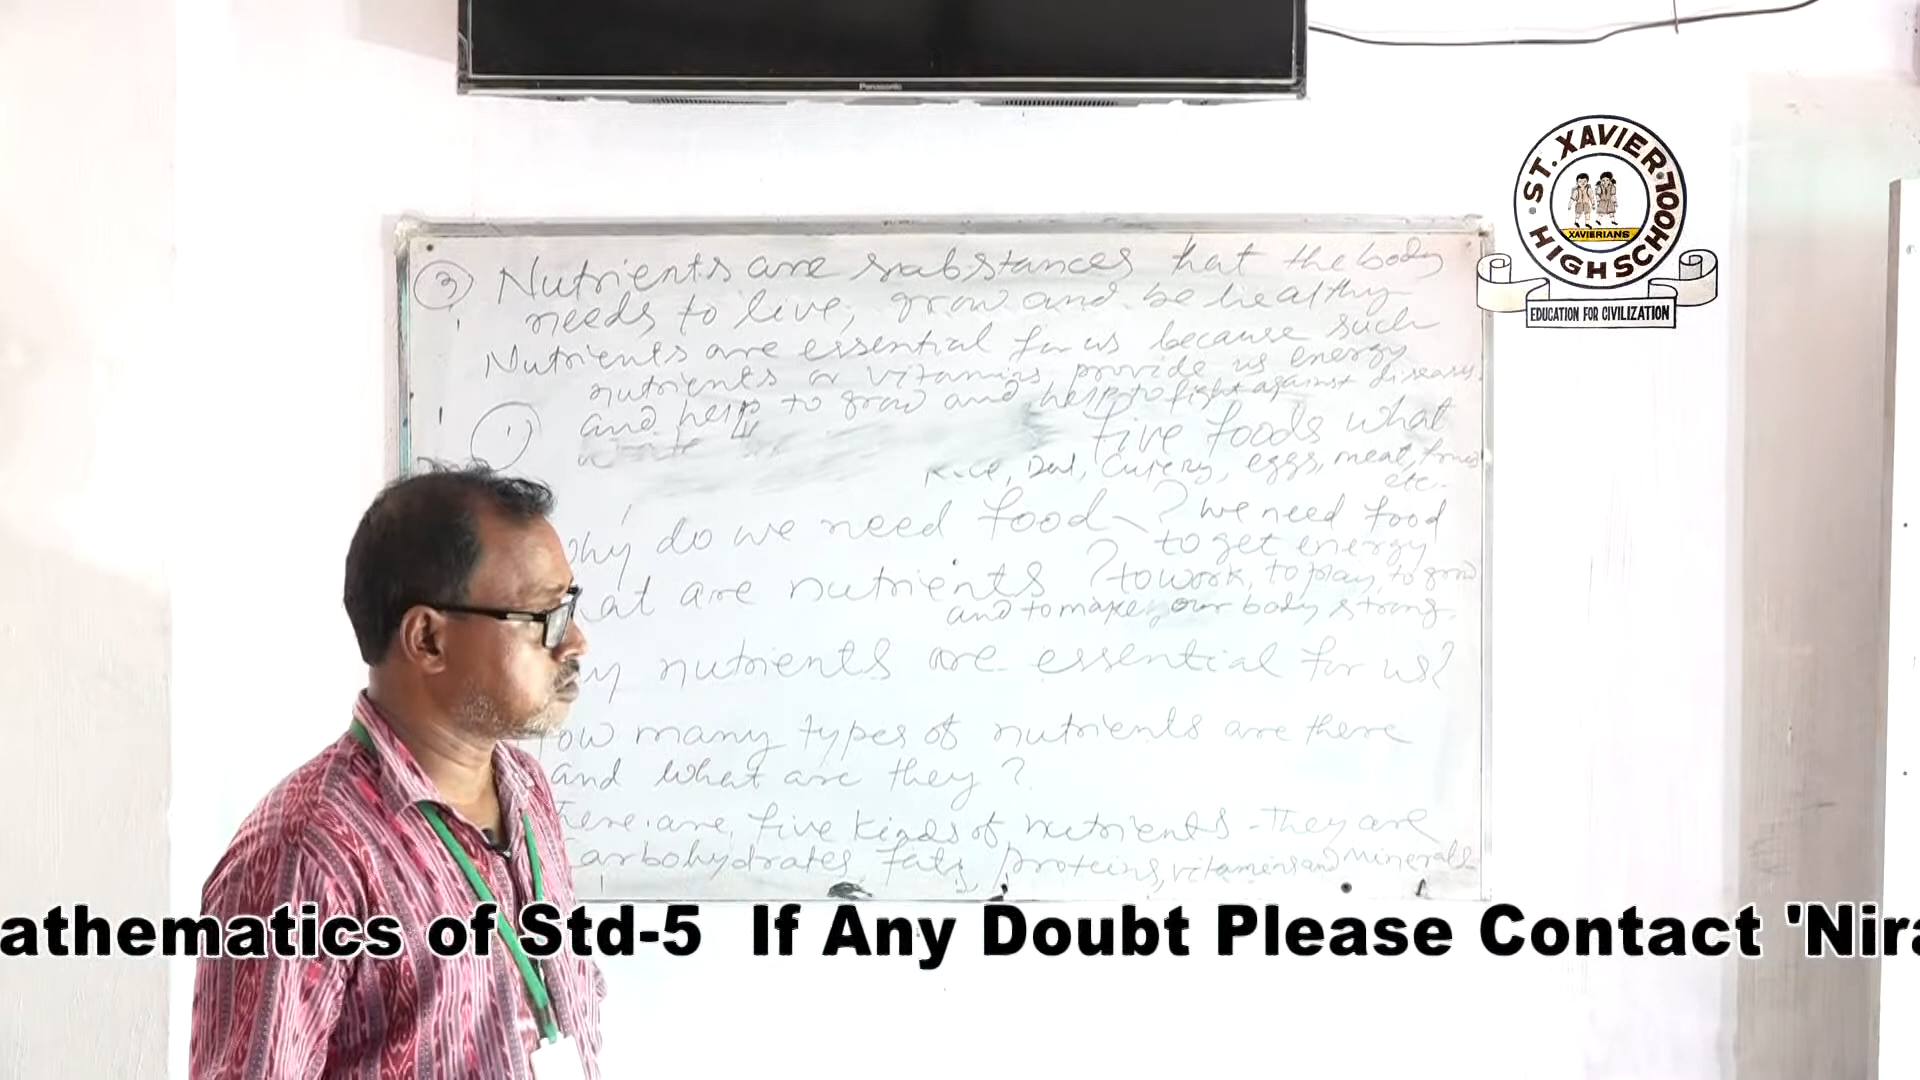 Panasonic
ST. XAVIER HIGH SCHOOL
XAVIERIANS
EDUCATION FOR CIVILIZATION
3 Nutrients are substances that the body
needs to live, grow and be healthy
Nutrients are essential for us because such
nutrients or vitamins provide us energy
and help to grow and help to fight against diseases.
1
write
five foods what
Rice, Dal, Currry, eggs, meat,
etc.
why do we need food ? we need food
to get energy
hat are nutrients ? to work, to play, to grow
and to make our body strong.
hy nutrients are essential for us?
How many types of nutrients are there
and what are they ?
There are five kinds of nutrients - They are
Carbohydrates, fats, proteins, vitamins and Minerals
athematics of Std-5 If Any Doubt Please Contact 'Nira